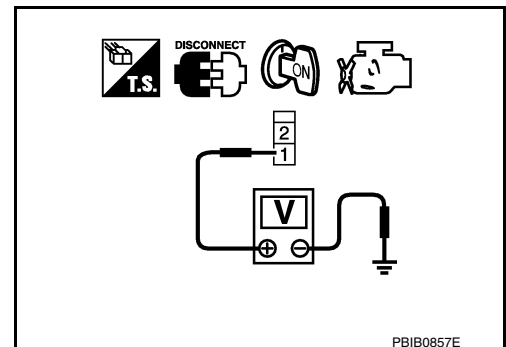 DISCONNECT
T.S.
ON
2
1
V
+ −
PBIB0857E